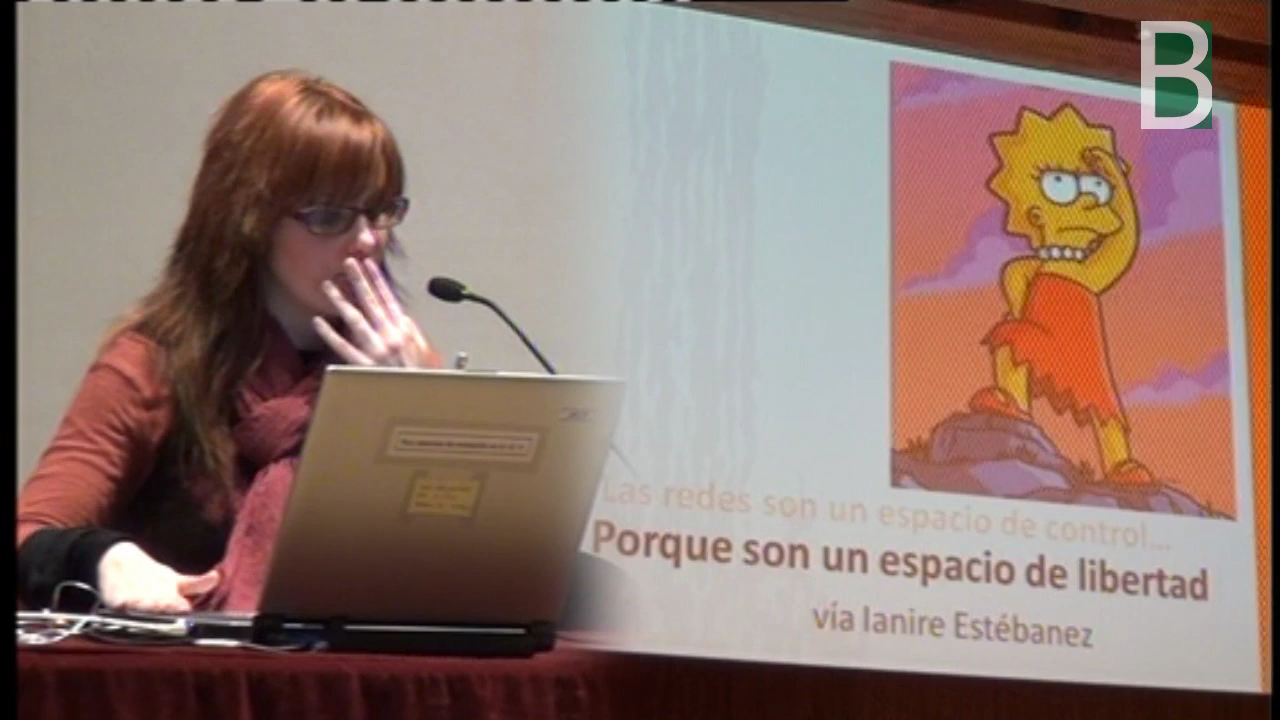 B
Las redes son un espacio de control...
Porque son un espacio de libertad
vía Ianire Estébanez